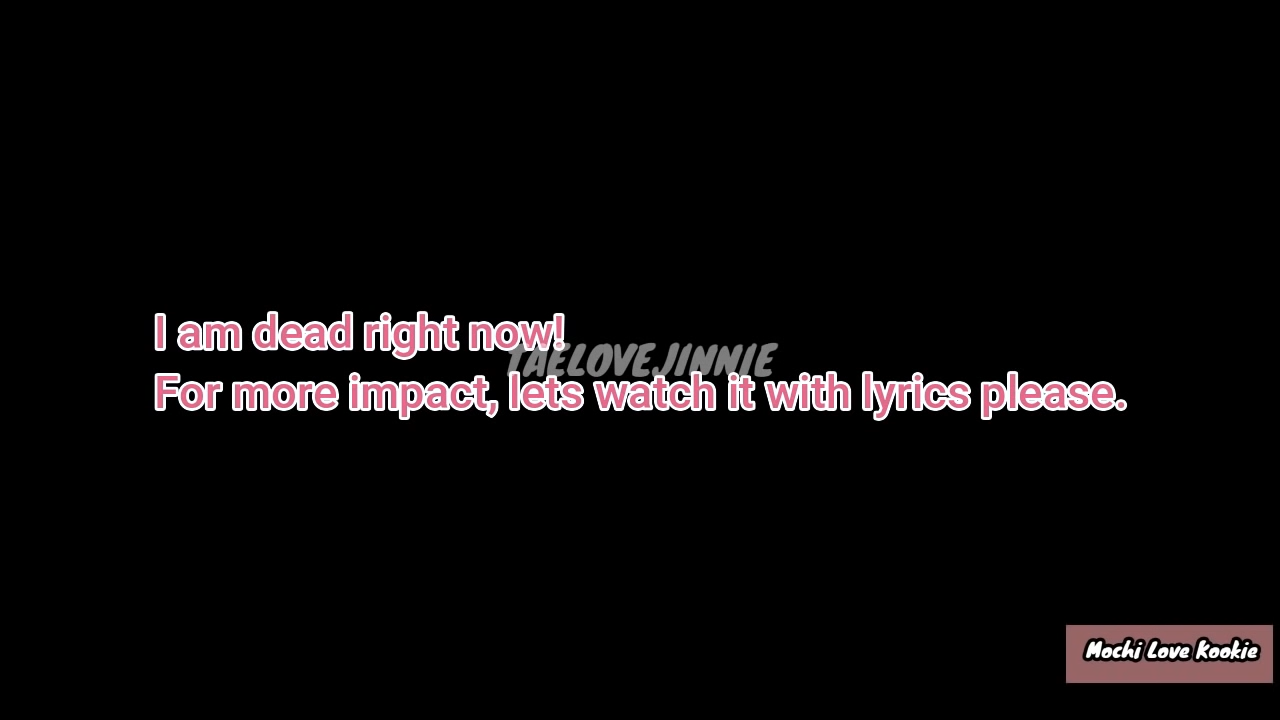 I am dead right now!
TAELOVEJINNIE
For more impact, lets watch it with lyrics please.
Mochi Love Kookie